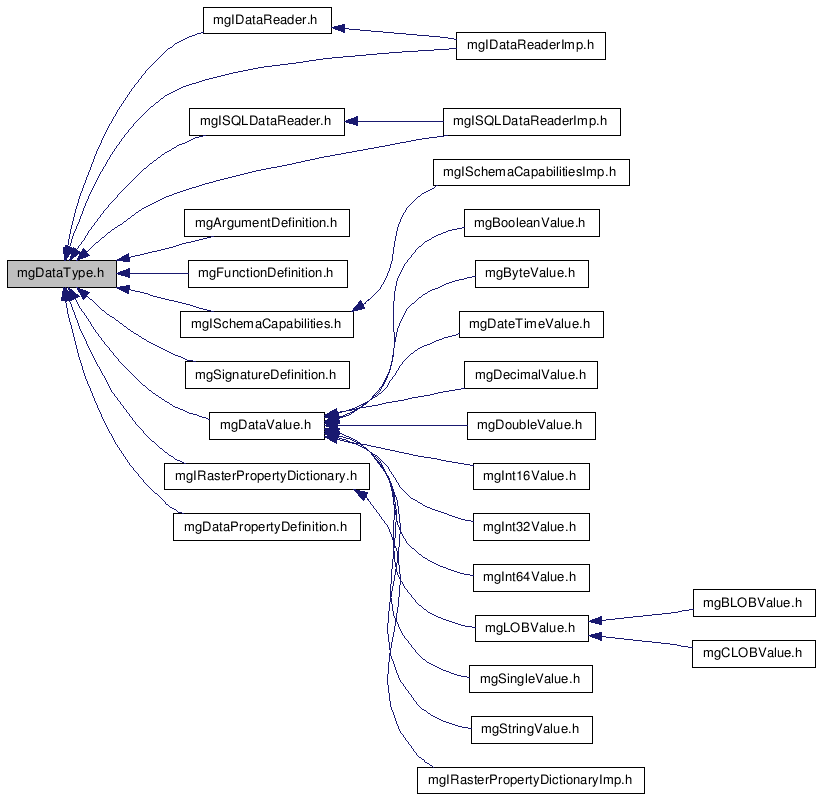 mgIDataReader.h
mgIDataReaderImp.h
mgISQLDataReader.h
mgISQLDataReaderImp.h
mgISchemaCapabilitiesImp.h
mgArgumentDefinition.h
mgBooleanValue.h
mgDataType.h
mgFunctionDefinition.h
mgByteValue.h
mgISchemaCapabilities.h
mgDateTimeValue.h
mgSignatureDefinition.h
mgDecimalValue.h
mgDataValue.h
mgDoubleValue.h
mgIRasterPropertyDictionary.h
mgInt16Value.h
mgDataPropertyDefinition.h
mgInt32Value.h
mgInt64Value.h
mgBLOBValue.h
mgLOBValue.h
mgCLOBValue.h
mgSingleValue.h
mgStringValue.h
mgIRasterPropertyDictionaryImp.h